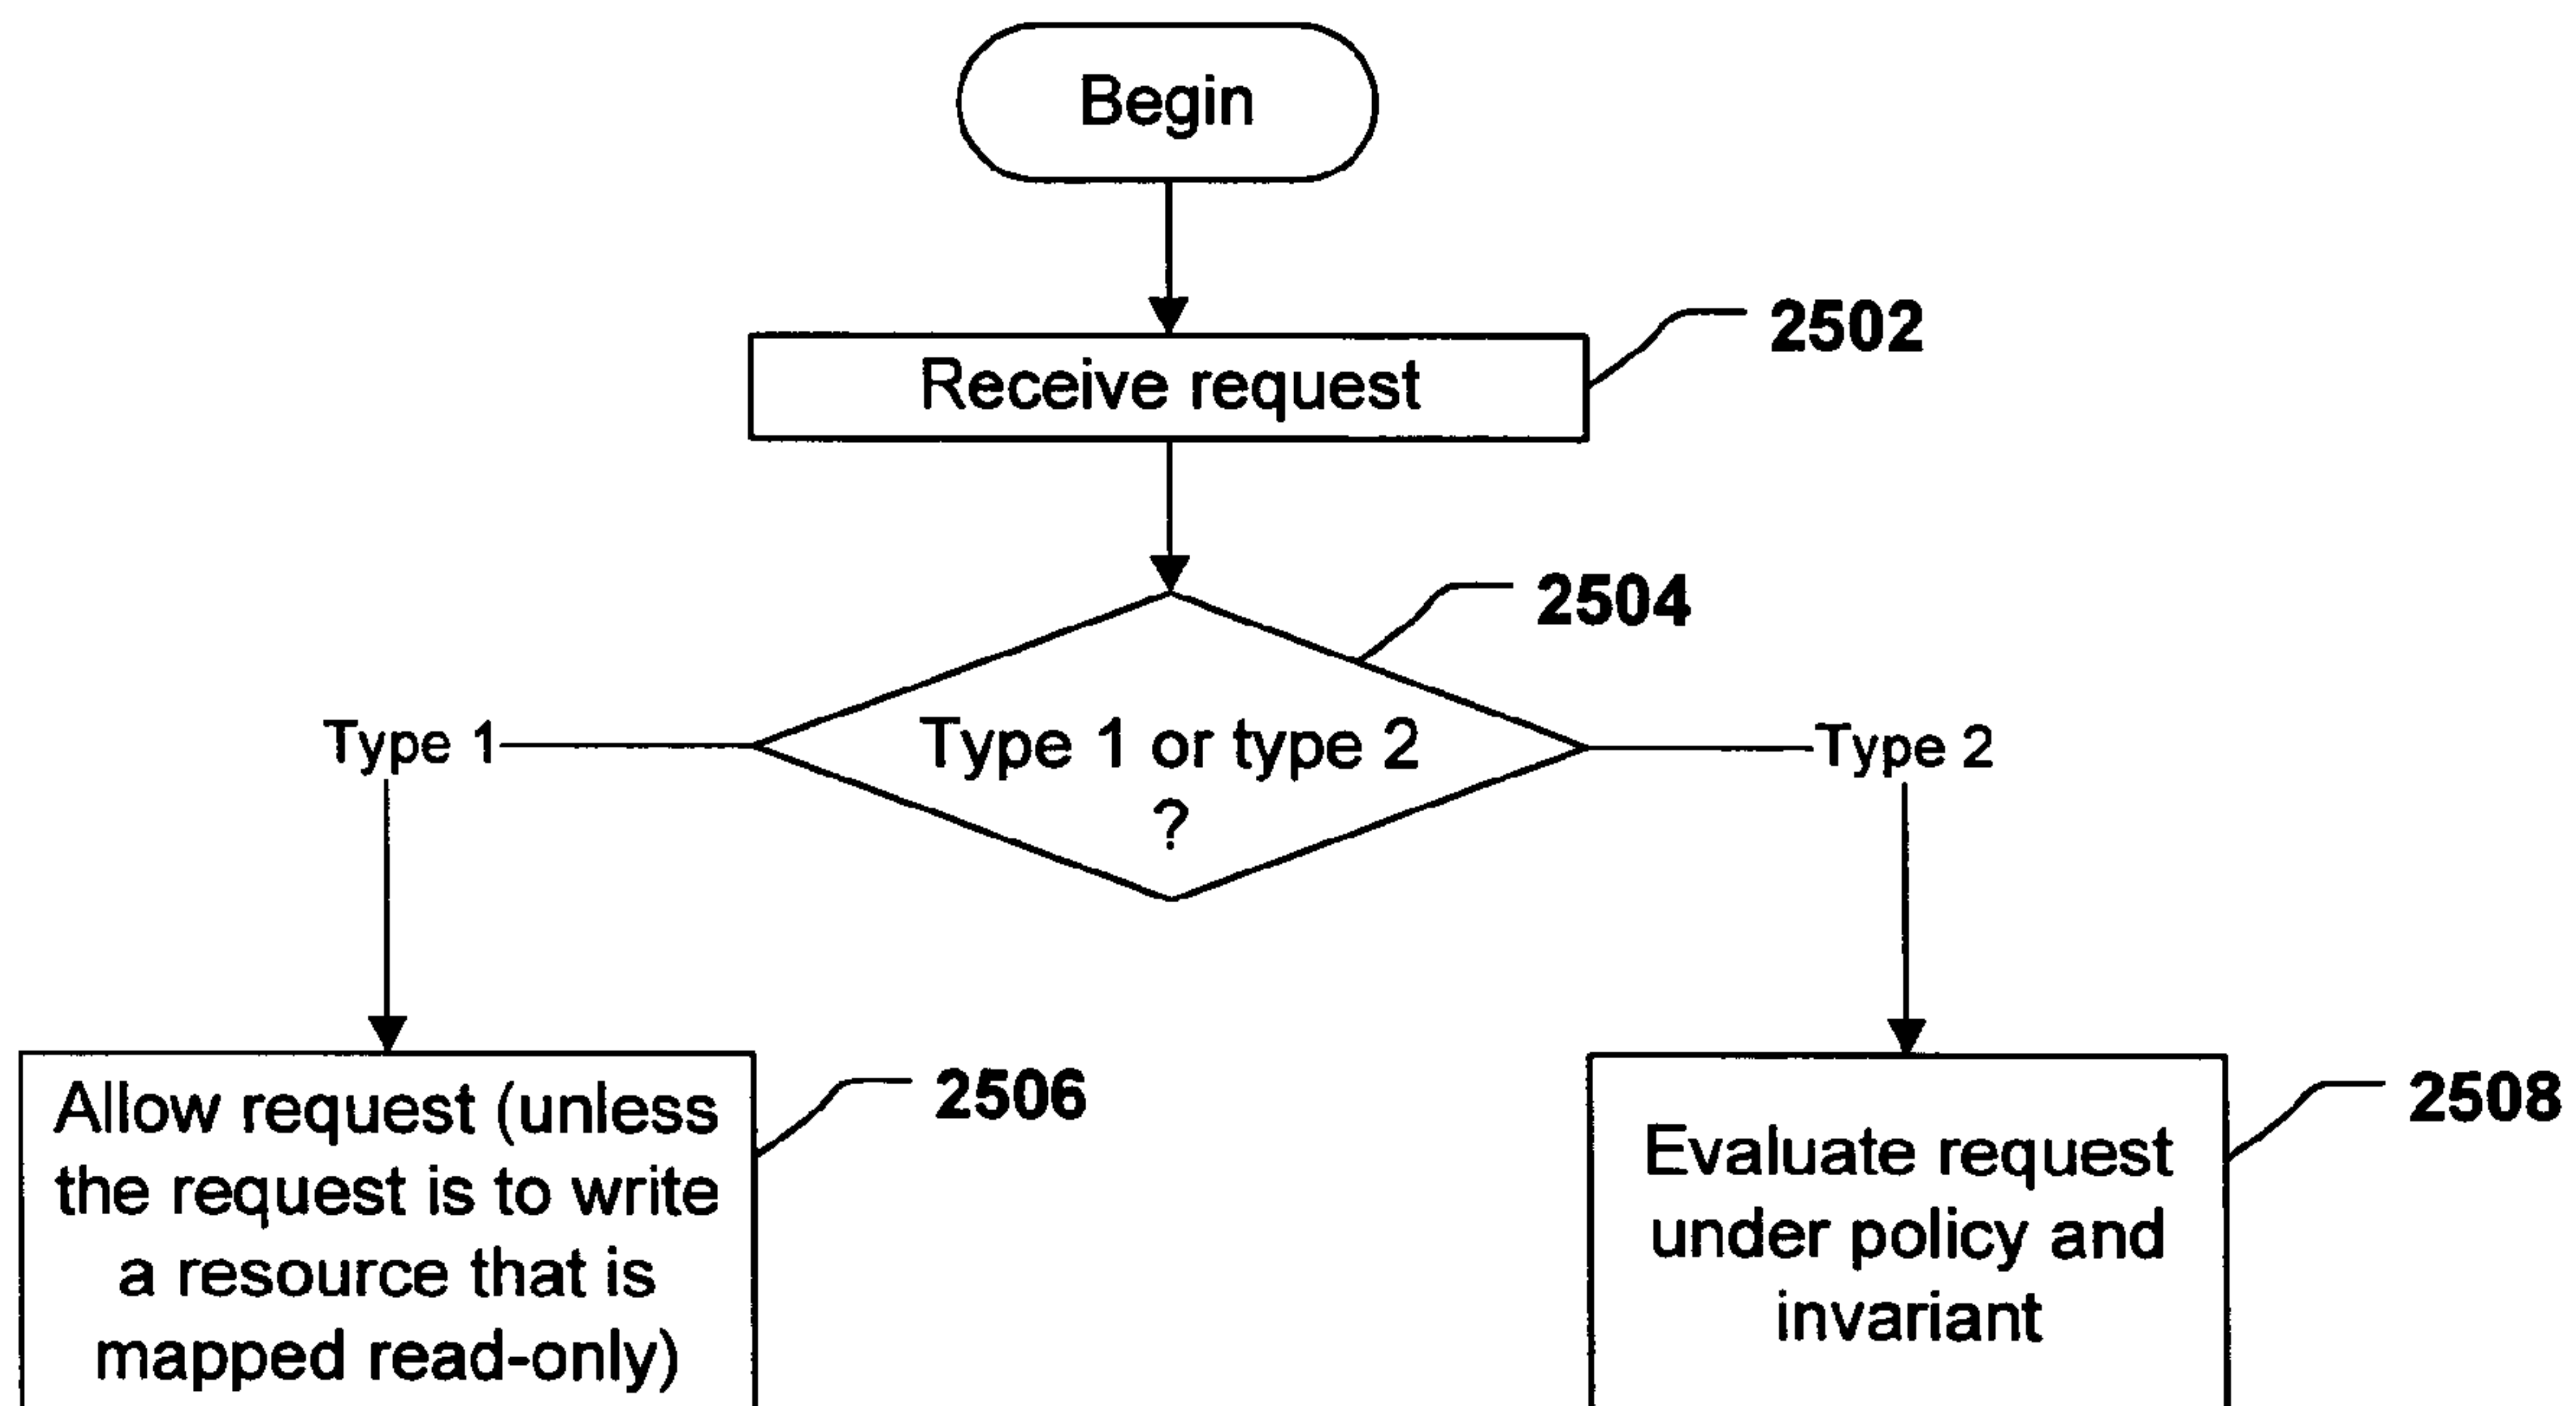 Begin
Receive request
2502
2504
Type 1 or type 2
?
Type 1
Type 2
Allow request (unless
the request is to write
a resource that is
mapped read-only)
2506
Evaluate request
under policy and
invariant
2508